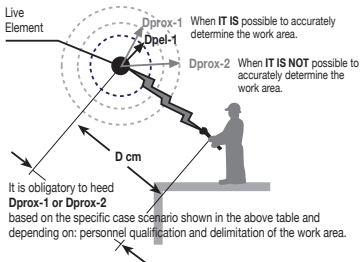 Live
Element
Dprox-1 When IT IS possible to accurately
determine the work area.
Dpel-1
Dprox-2 When IT IS NOT possible to
accurately determine the
work area.
D cm
It is obligatory to heed
Dprox-1 or Dprox-2
based on the specific case scenario shown in the above table and
depending on: personnel qualification and delimitation of the work area.